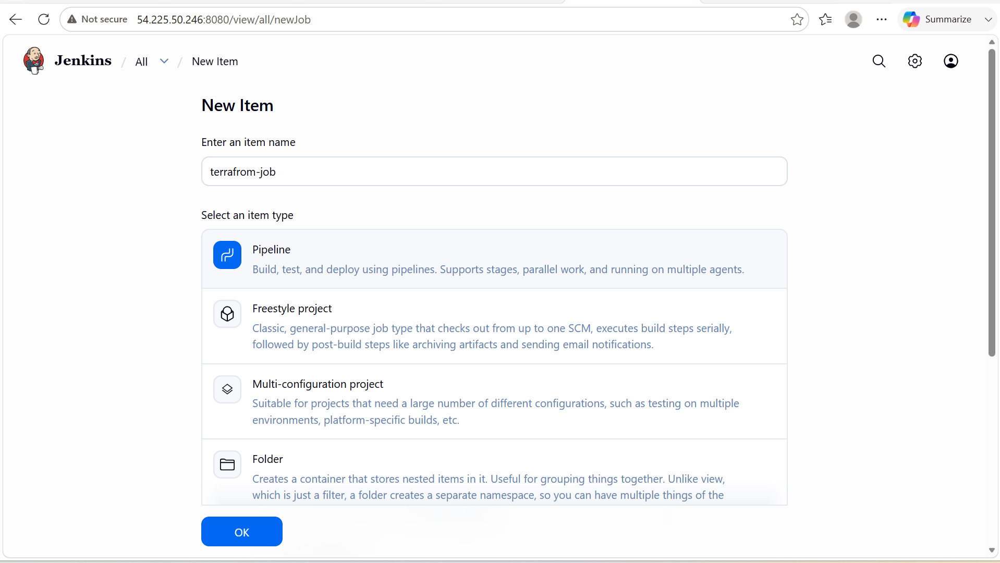 Not secure 54.225.50.246:8080/view/all/newJob Summarize
Jenkins / All / New Item
New Item
Enter an item name
terrafrom-job
Select an item type
Pipeline
Build, test, and deploy using pipelines. Supports stages, parallel work, and running on multiple agents.
Freestyle project
Classic, general-purpose job type that checks out from up to one SCM, executes build steps serially,
followed by post-build steps like archiving artifacts and sending email notifications.
Multi-configuration project
Suitable for projects that need a large number of different configurations, such as testing on multiple
environments, platform-specific builds, etc.
Folder
Creates a container that stores nested items in it. Useful for grouping things together. Unlike view,
which is just a filter, a folder creates a separate namespace, so you can have multiple things of the
OK